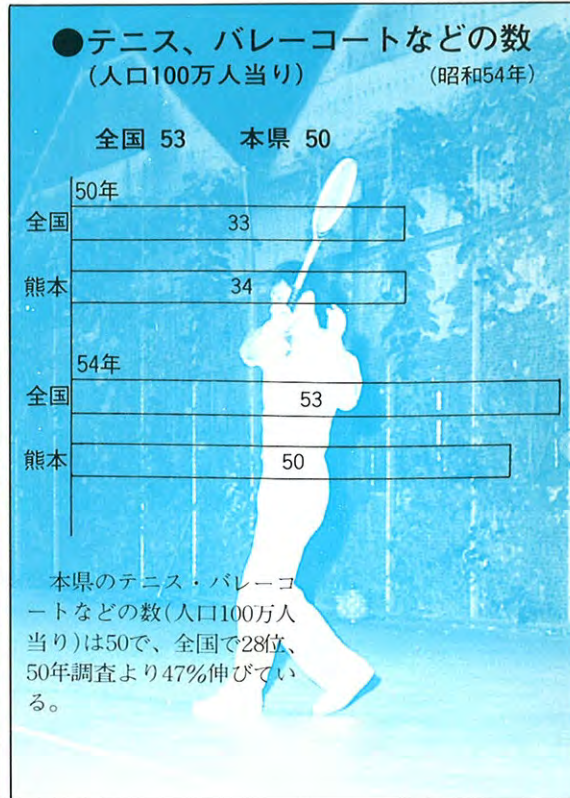 ●テニス、バレーコートなどの数
(人口100万人当り) (昭和54年)
全国 53 本県 50
50年
全国 33
熊本 34
54年
全国 53
熊本 50
本県のテニス・バレーコ
ートなどの数(人口100万人
当り)は50で、全国で28位、
50年調査より47%伸びてい
る。